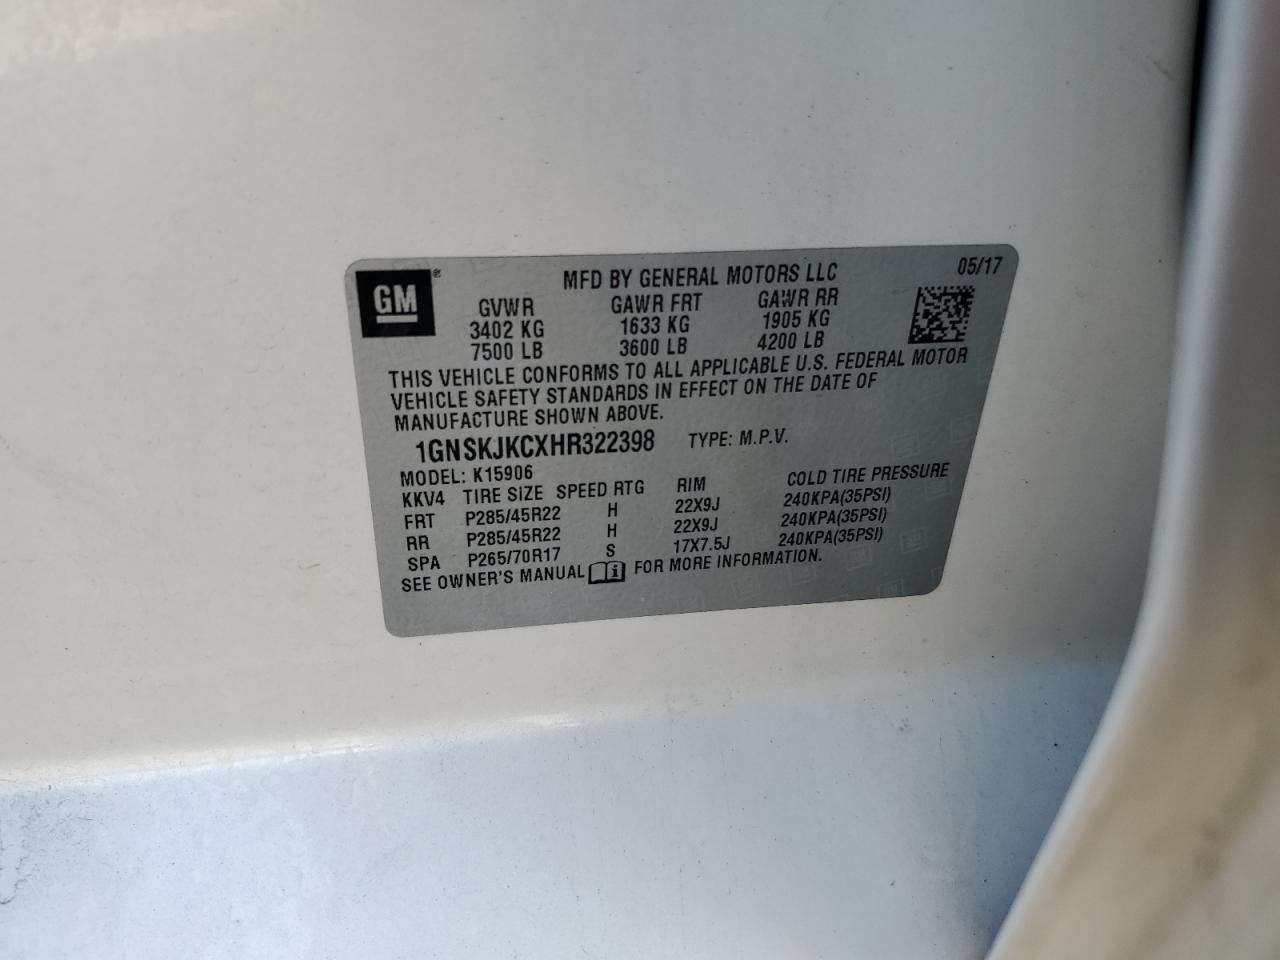 GM®
MFD BY GENERAL MOTORS LLC 05/17
GVWR GAWR FRT GAWR RR
3402 KG 1633 KG 1905 KG
7500 LB 3600 LB 4200 LB
THIS VEHICLE CONFORMS TO ALL APPLICABLE U.S. FEDERAL MOTOR
VEHICLE SAFETY STANDARDS IN EFFECT ON THE DATE OF
MANUFACTURE SHOWN ABOVE.
1GNSKJKCXHR322398 TYPE: M.P.V.
MODEL: K15906
KKV4 TIRE SIZE SPEED RTG RIM COLD TIRE PRESSURE
FRT P285/45R22 H 22X9J 240KPA(35PSI)
RR P285/45R22 H 22X9J 240KPA(35PSI)
SPA P265/70R17 S 17X7.5J 240KPA(35PSI)
SEE OWNER'S MANUAL i FOR MORE INFORMATION.